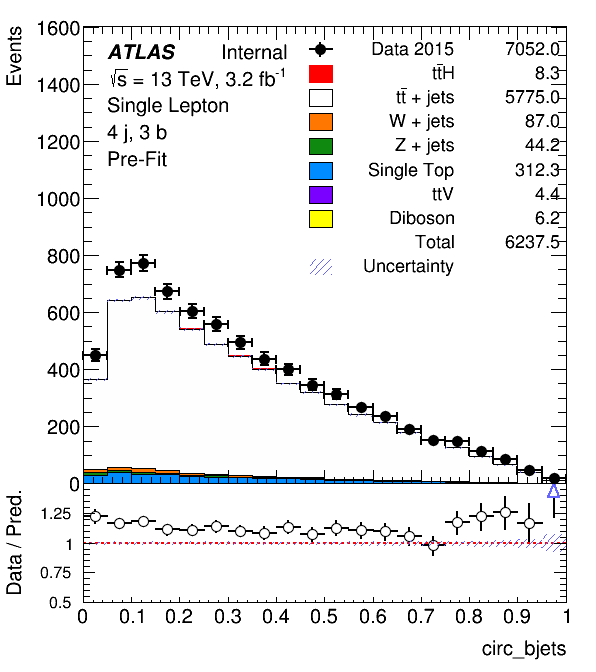 Events
1600
1400
1200
1000
800
600
400
200
0
ATLAS Internal
√s = 13 TeV, 3.2 fb⁻¹
Single Lepton
4 j, 3 b
Pre-Fit
Data 2015 7052.0
tt̄H 8.3
tt̄ + jets 5775.0
W + jets 87.0
Z + jets 44.2
Single Top 312.3
ttV 4.4
Diboson 6.2
Total 6237.5
Uncertainty
Data / Pred.
1.25
1
0.75
0.5
0 0.1 0.2 0.3 0.4 0.5 0.6 0.7 0.8 0.9 1
circ_bjets